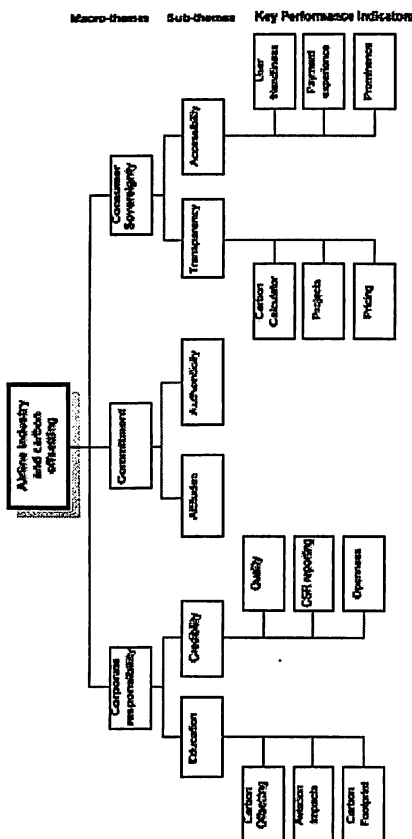 Macro-themes
Sub-themes
Key Performance Indicators
Airline industry
and carbon
offsetting
Corporate
responsibility
Commitment
Consumer
Sovereignty
Education
Credibility
Attitudes
Authenticity
Transparency
Accessibility
Carbon
Offsetting
Aviation
Impacts
Carbon
Footprint
Quality
CSR reporting
Openness
Carbon
Calculator
Projects
Pricing
User
friendliness
Payment
experience
Prominence